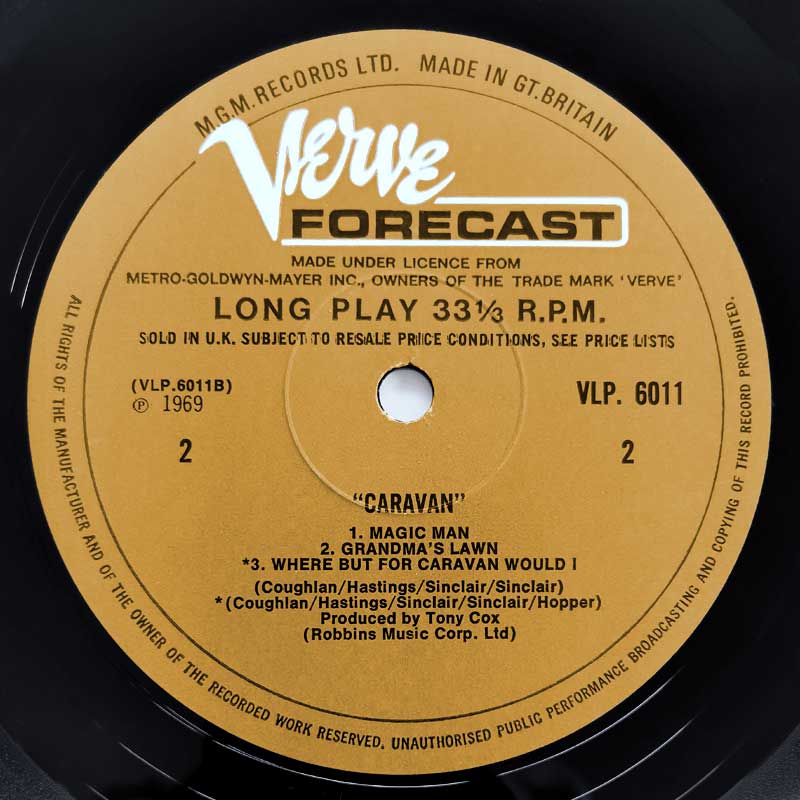 M.G.M. RECORDS LTD. MADE IN GT. BRITAIN
Verve
FORECAST
MADE UNDER LICENCE FROM
METRO-GOLDWYN-MAYER INC., OWNERS OF THE TRADE MARK 'VERVE'
LONG PLAY 33⅓ R.P.M.
SOLD IN U.K. SUBJECT TO RESALE PRICE CONDITIONS, SEE PRICE LISTS
(VLP.6011B)
℗ 1969
VLP. 6011
2
2
"CARAVAN"
1. MAGIC MAN
2. GRANDMA'S LAWN
*3. WHERE BUT FOR CARAVAN WOULD I
(Coughlan/Hastings/Sinclair/Sinclair)
*(Coughlan/Hastings/Sinclair/Sinclair/Hopper)
Produced by Tony Cox
(Robbins Music Corp. Ltd)
ALL RIGHTS OF THE MANUFACTURER AND OF THE OWNER OF THE RECORDED WORK RESERVED. UNAUTHORISED PUBLIC PERFORMANCE BROADCASTING AND COPYING OF THIS RECORD PROHIBITED.